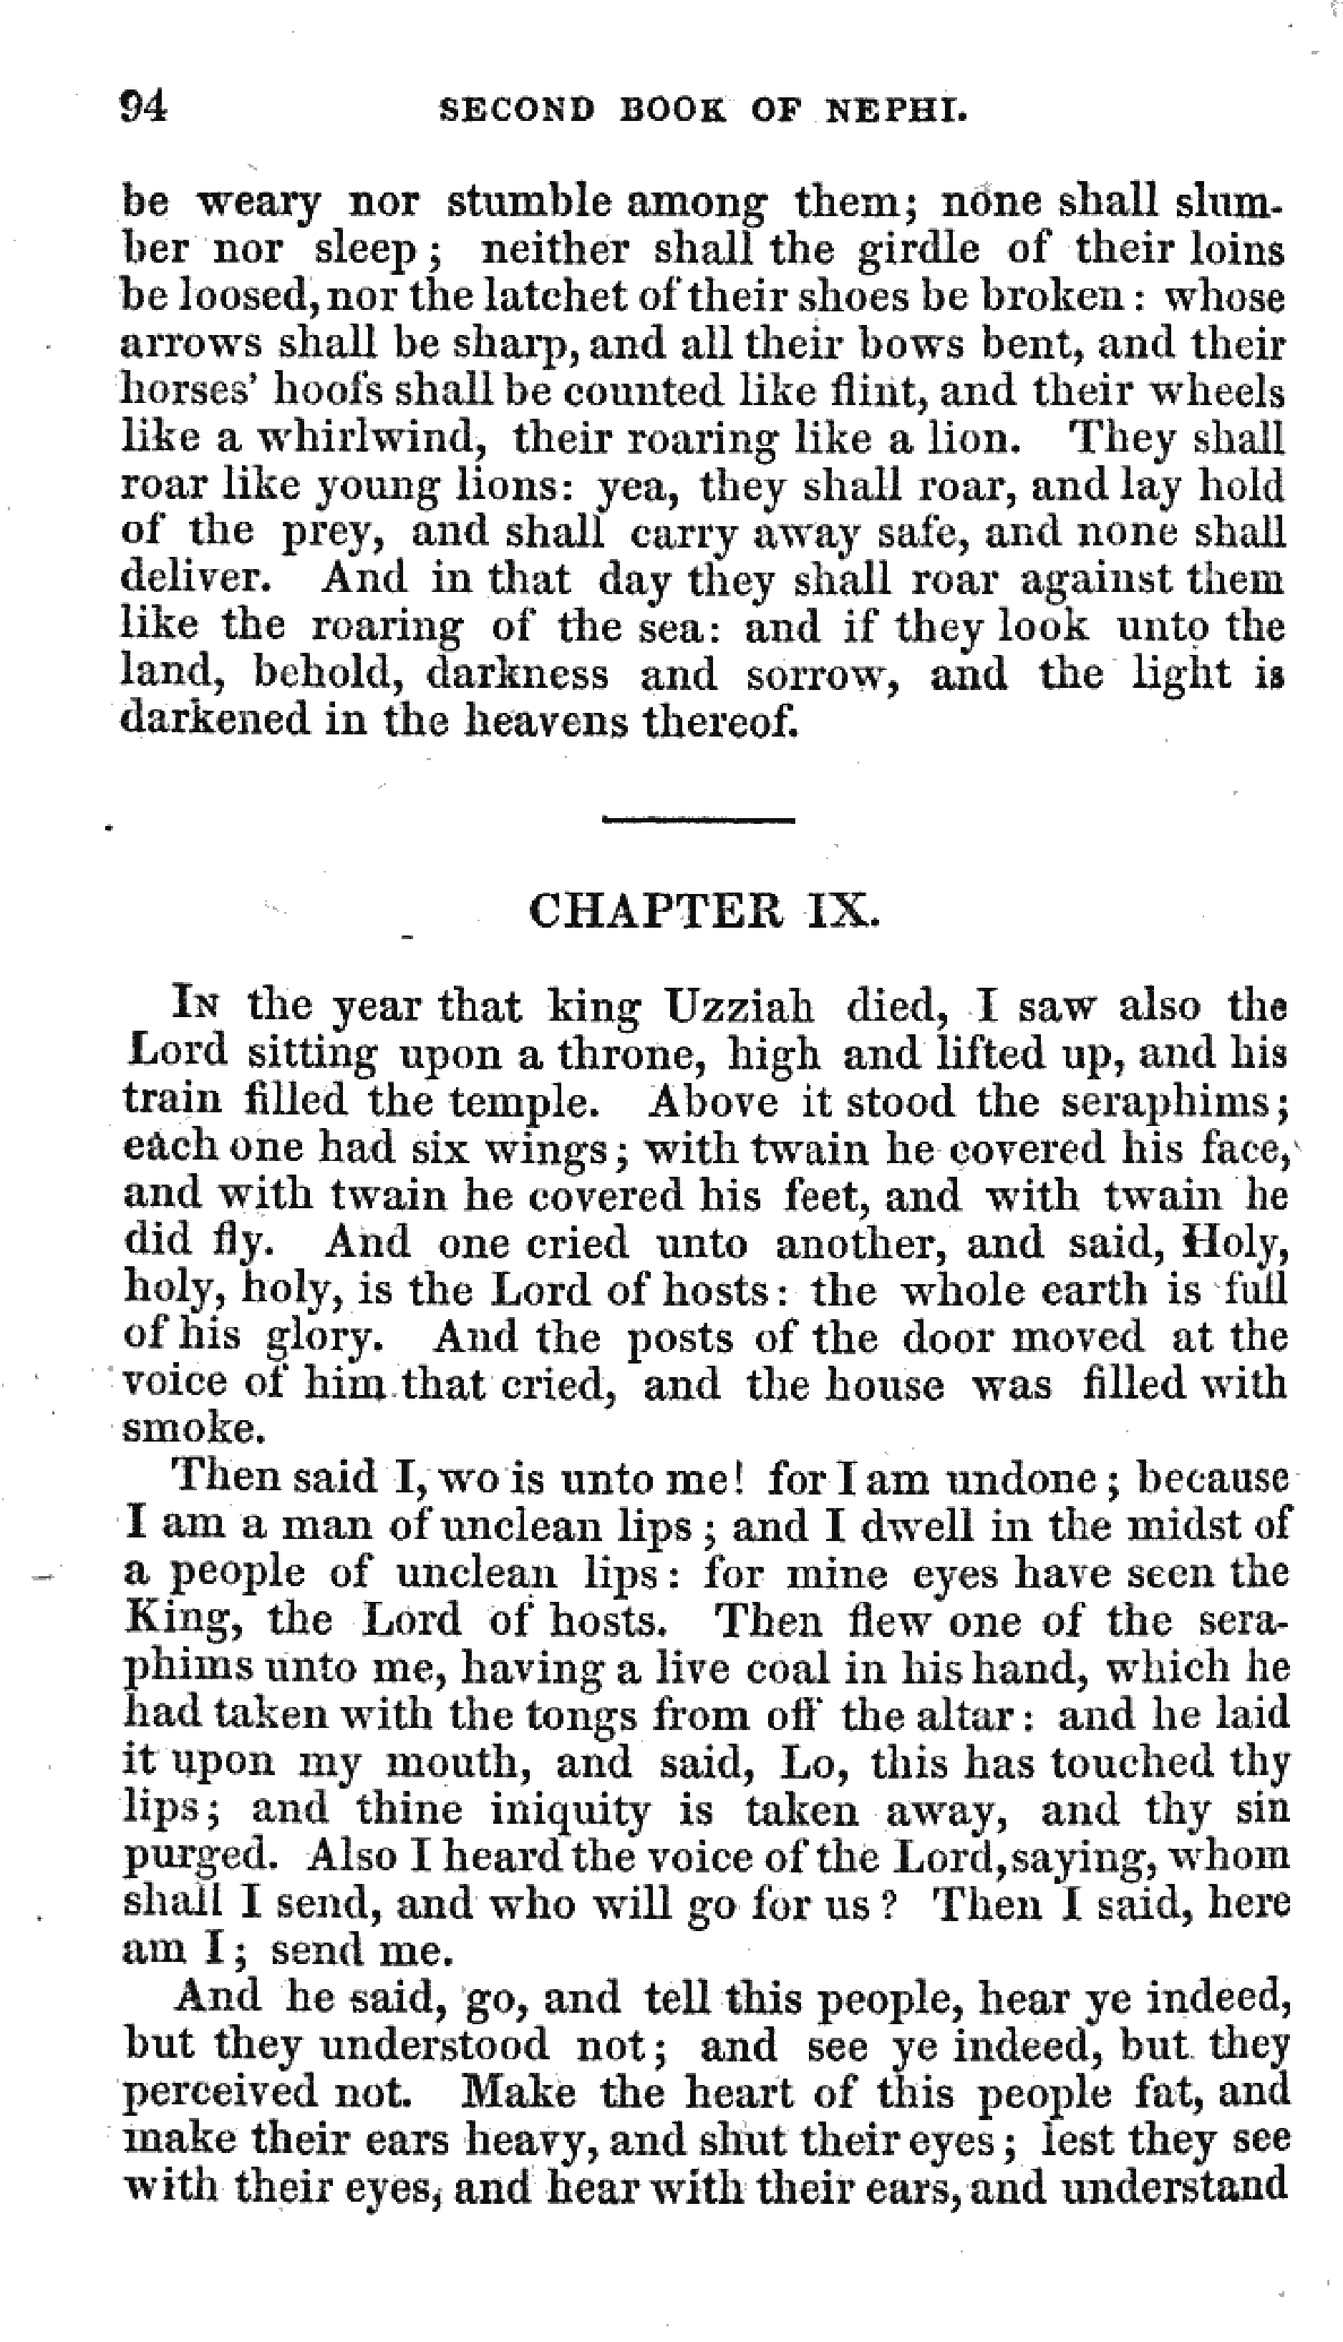 94 SECOND BOOK OF NEPHI.
be weary nor stumble among them; none shall slum-
ber nor sleep; neither shall the girdle of their loins
be loosed, nor the latchet of their shoes be broken: whose
arrows shall be sharp, and all their bows bent, and their
horses' hoofs shall be counted like flint, and their wheels
like a whirlwind, their roaring like a lion. They shall
roar like young lions: yea, they shall roar, and lay hold
of the prey, and shall carry away safe, and none shall
deliver. And in that day they shall roar against them
like the roaring of the sea: and if they look unto the
land, behold, darkness and sorrow, and the light is
darkened in the heavens thereof.
CHAPTER IX.
In the year that king Uzziah died, I saw also the
Lord sitting upon a throne, high and lifted up, and his
train filled the temple. Above it stood the seraphims;
each one had six wings; with twain he covered his face,
and with twain he covered his feet, and with twain he
did fly. And one cried unto another, and said, Holy,
holy, holy, is the Lord of hosts: the whole earth is full
of his glory. And the posts of the door moved at the
voice of him that cried, and the house was filled with
smoke.
Then said I, wo is unto me! for I am undone; because
I am a man of unclean lips; and I dwell in the midst of
a people of unclean lips: for mine eyes have seen the
King, the Lord of hosts. Then flew one of the sera-
phims unto me, having a live coal in his hand, which he
had taken with the tongs from off the altar: and he laid
it upon my mouth, and said, Lo, this has touched thy
lips; and thine iniquity is taken away, and thy sin
purged. Also I heard the voice of the Lord, saying, whom
shall I send, and who will go for us? Then I said, here
am I; send me.
And he said, go, and tell this people, hear ye indeed,
but they understood not; and see ye indeed, but they
perceived not. Make the heart of this people fat, and
make their ears heavy, and shut their eyes; lest they see
with their eyes, and hear with their ears, and understand